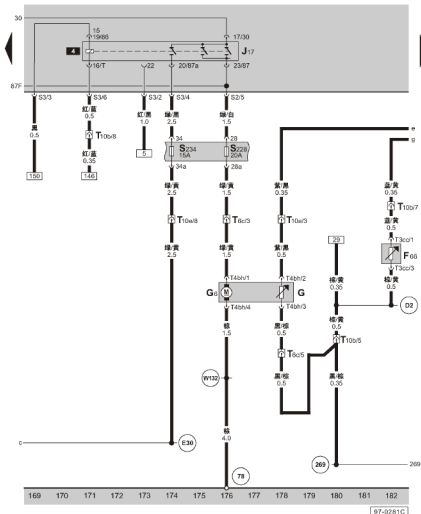 30
15
19/86
17/30
4
J17
16/T
22
20/87a
23/87
87F
S3/3
S3/6
S3/2
S3/4
S2/5
黑
0.5
红/蓝
0.5
红/黑
1.0
绿/黑
2.5
绿/白
1.5
T10b/8
34
28
S234
15A
S228
20A
e
g
红/蓝
0.35
5
34a
28a
150
146
绿/黄
2.5
绿/黄
1.5
紫/黑
0.35
蓝/黄
0.35
T10e/8
T6c/3
T10e/3
T10b/7
蓝/黄
0.5
绿/黄
2.5
绿/黄
1.5
紫/黑
0.5
29
T3cc/1
F66
T3cc/3
T4bh/1
T4bh/2
棕/黄
0.35
棕/黄
0.5
G6
M
G
T4bh/4
T4bh/3
D2
棕
1.5
黑/棕
0.5
棕/黄
0.5
T10b/5
T6c/5
W132
黑/棕
0.5
黑/棕
0.5
黑/棕
0.35
棕
4.0
c
E30
78
269
269
169 170 171 172 173 174 175 176 177 178 179 180 181 182
97-0281C